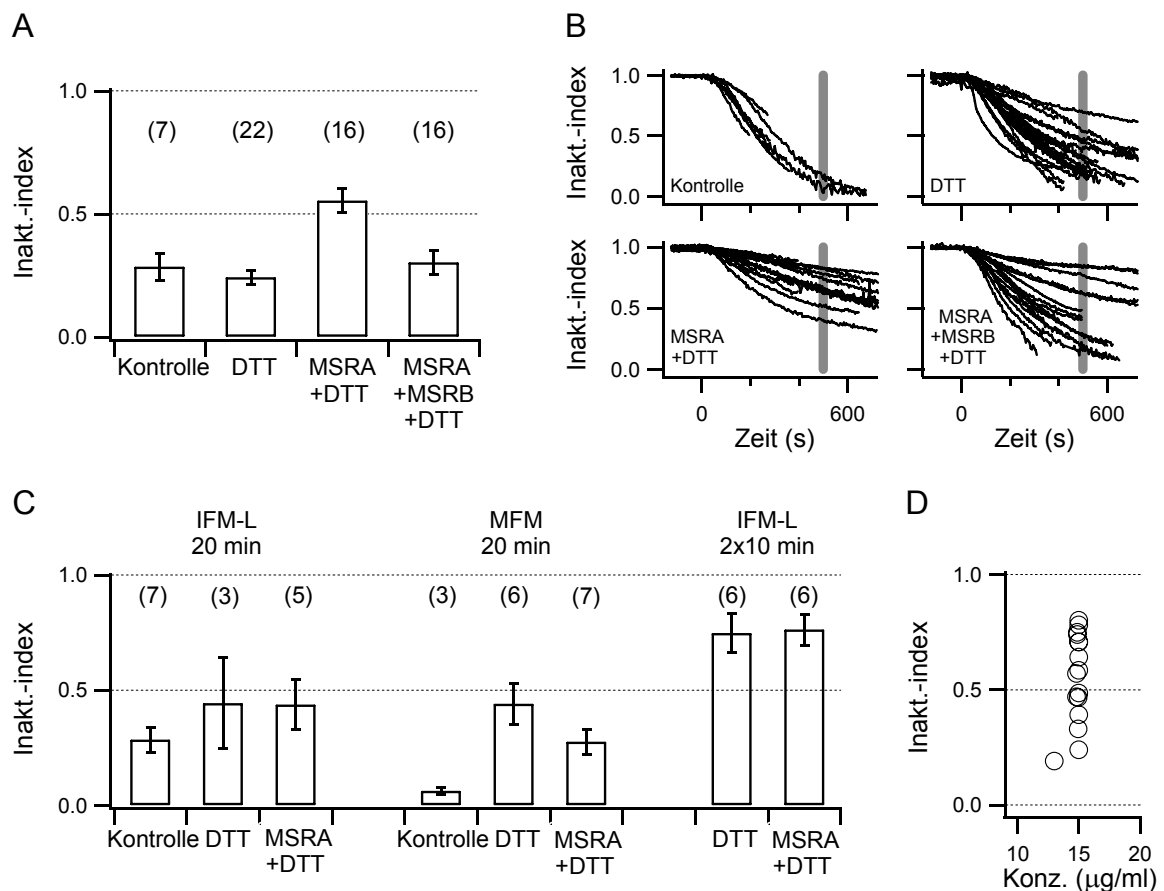 A
Inakt.-index
1.0
0.5
0.0
(7)
(22)
(16)
(16)
Kontrolle
DTT
MSRA
+DTT
MSRA
+MSRB
+DTT
B
Inakt.-index
1.0
0.5
0.0
Kontrolle
DTT
Inakt.-index
1.0
0.5
0.0
MSRA
+DTT
MSRA
+MSRB
+DTT
0
600
0
600
Zeit (s)
Zeit (s)
C
IFM-L
20 min
MFM
20 min
IFM-L
2x10 min
Inakt.-index
1.0
0.5
0.0
(7)
(3)
(5)
(3)
(6)
(7)
(6)
(6)
Kontrolle
DTT
MSRA
+DTT
Kontrolle
DTT
MSRA
+DTT
DTT
MSRA
+DTT
D
Inakt.-index
1.0
0.5
0.0
10
15
20
Konz. (µg/ml)